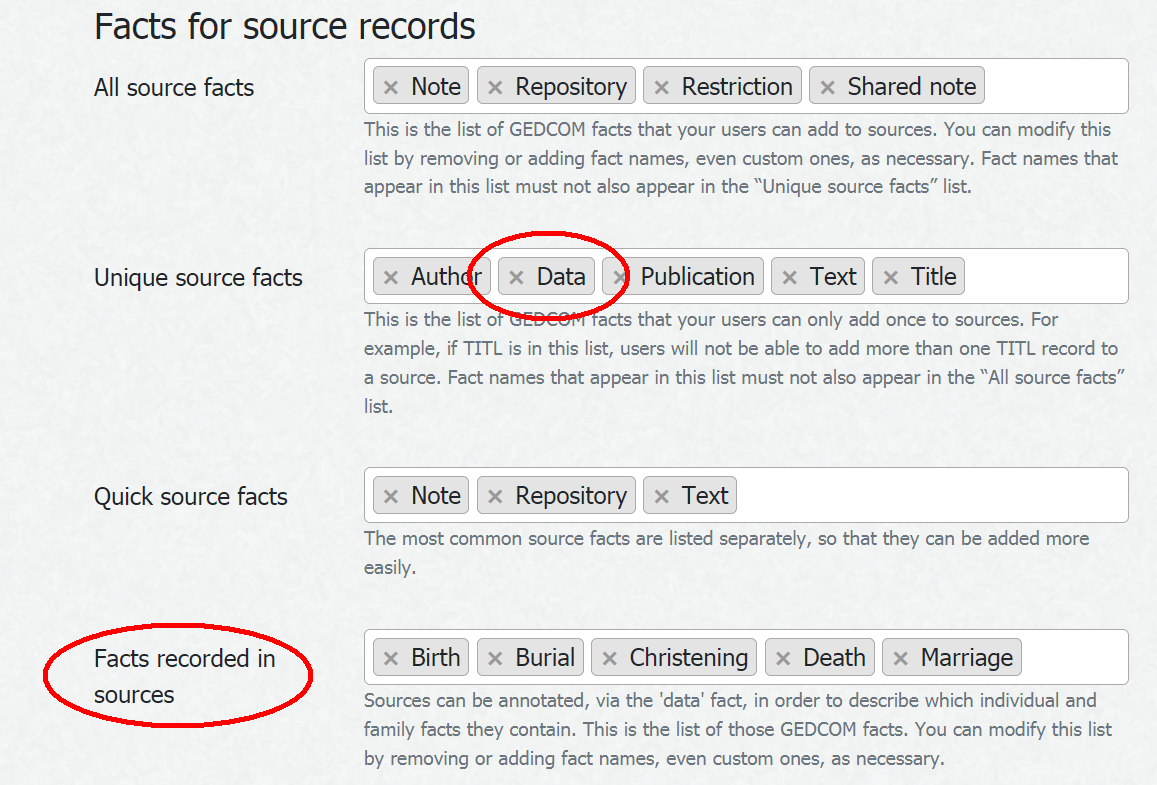 Facts for source records
All source facts
× Note × Repository × Restriction × Shared note
This is the list of GEDCOM facts that your users can add to sources. You can modify this
list by removing or adding fact names, even custom ones, as necessary. Fact names that
appear in this list must not also appear in the “Unique source facts” list.
Unique source facts
× Author × Data × Publication × Text × Title
This is the list of GEDCOM facts that your users can only add once to sources. For
example, if TITL is in this list, users will not be able to add more than one TITL record to
a source. Fact names that appear in this list must not also appear in the “All source facts”
list.
Quick source facts
× Note × Repository × Text
The most common source facts are listed separately, so that they can be added more
easily.
Facts recorded in
sources
× Birth × Burial × Christening × Death × Marriage
Sources can be annotated, via the 'data' fact, in order to describe which individual and
family facts they contain. This is the list of those GEDCOM facts. You can modify this list
by removing or adding fact names, even custom ones, as necessary.